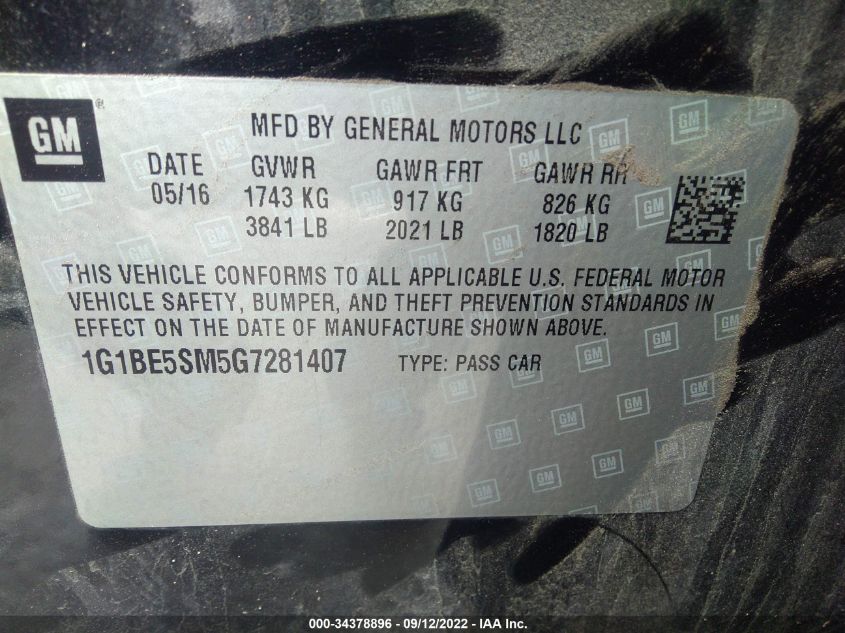 GM
MFD BY GENERAL MOTORS LLC
DATE GVWR GAWR FRT GAWR RR
05/16 1743 KG 917 KG 826 KG
3841 LB 2021 LB 1820 LB
THIS VEHICLE CONFORMS TO ALL APPLICABLE U.S. FEDERAL MOTOR
VEHICLE SAFETY, BUMPER, AND THEFT PREVENTION STANDARDS IN
EFFECT ON THE DATE OF MANUFACTURE SHOWN ABOVE.
1G1BE5SM5G7281407 TYPE: PASS CAR
000-34378896 - 09/12/2022 - IAA Inc.